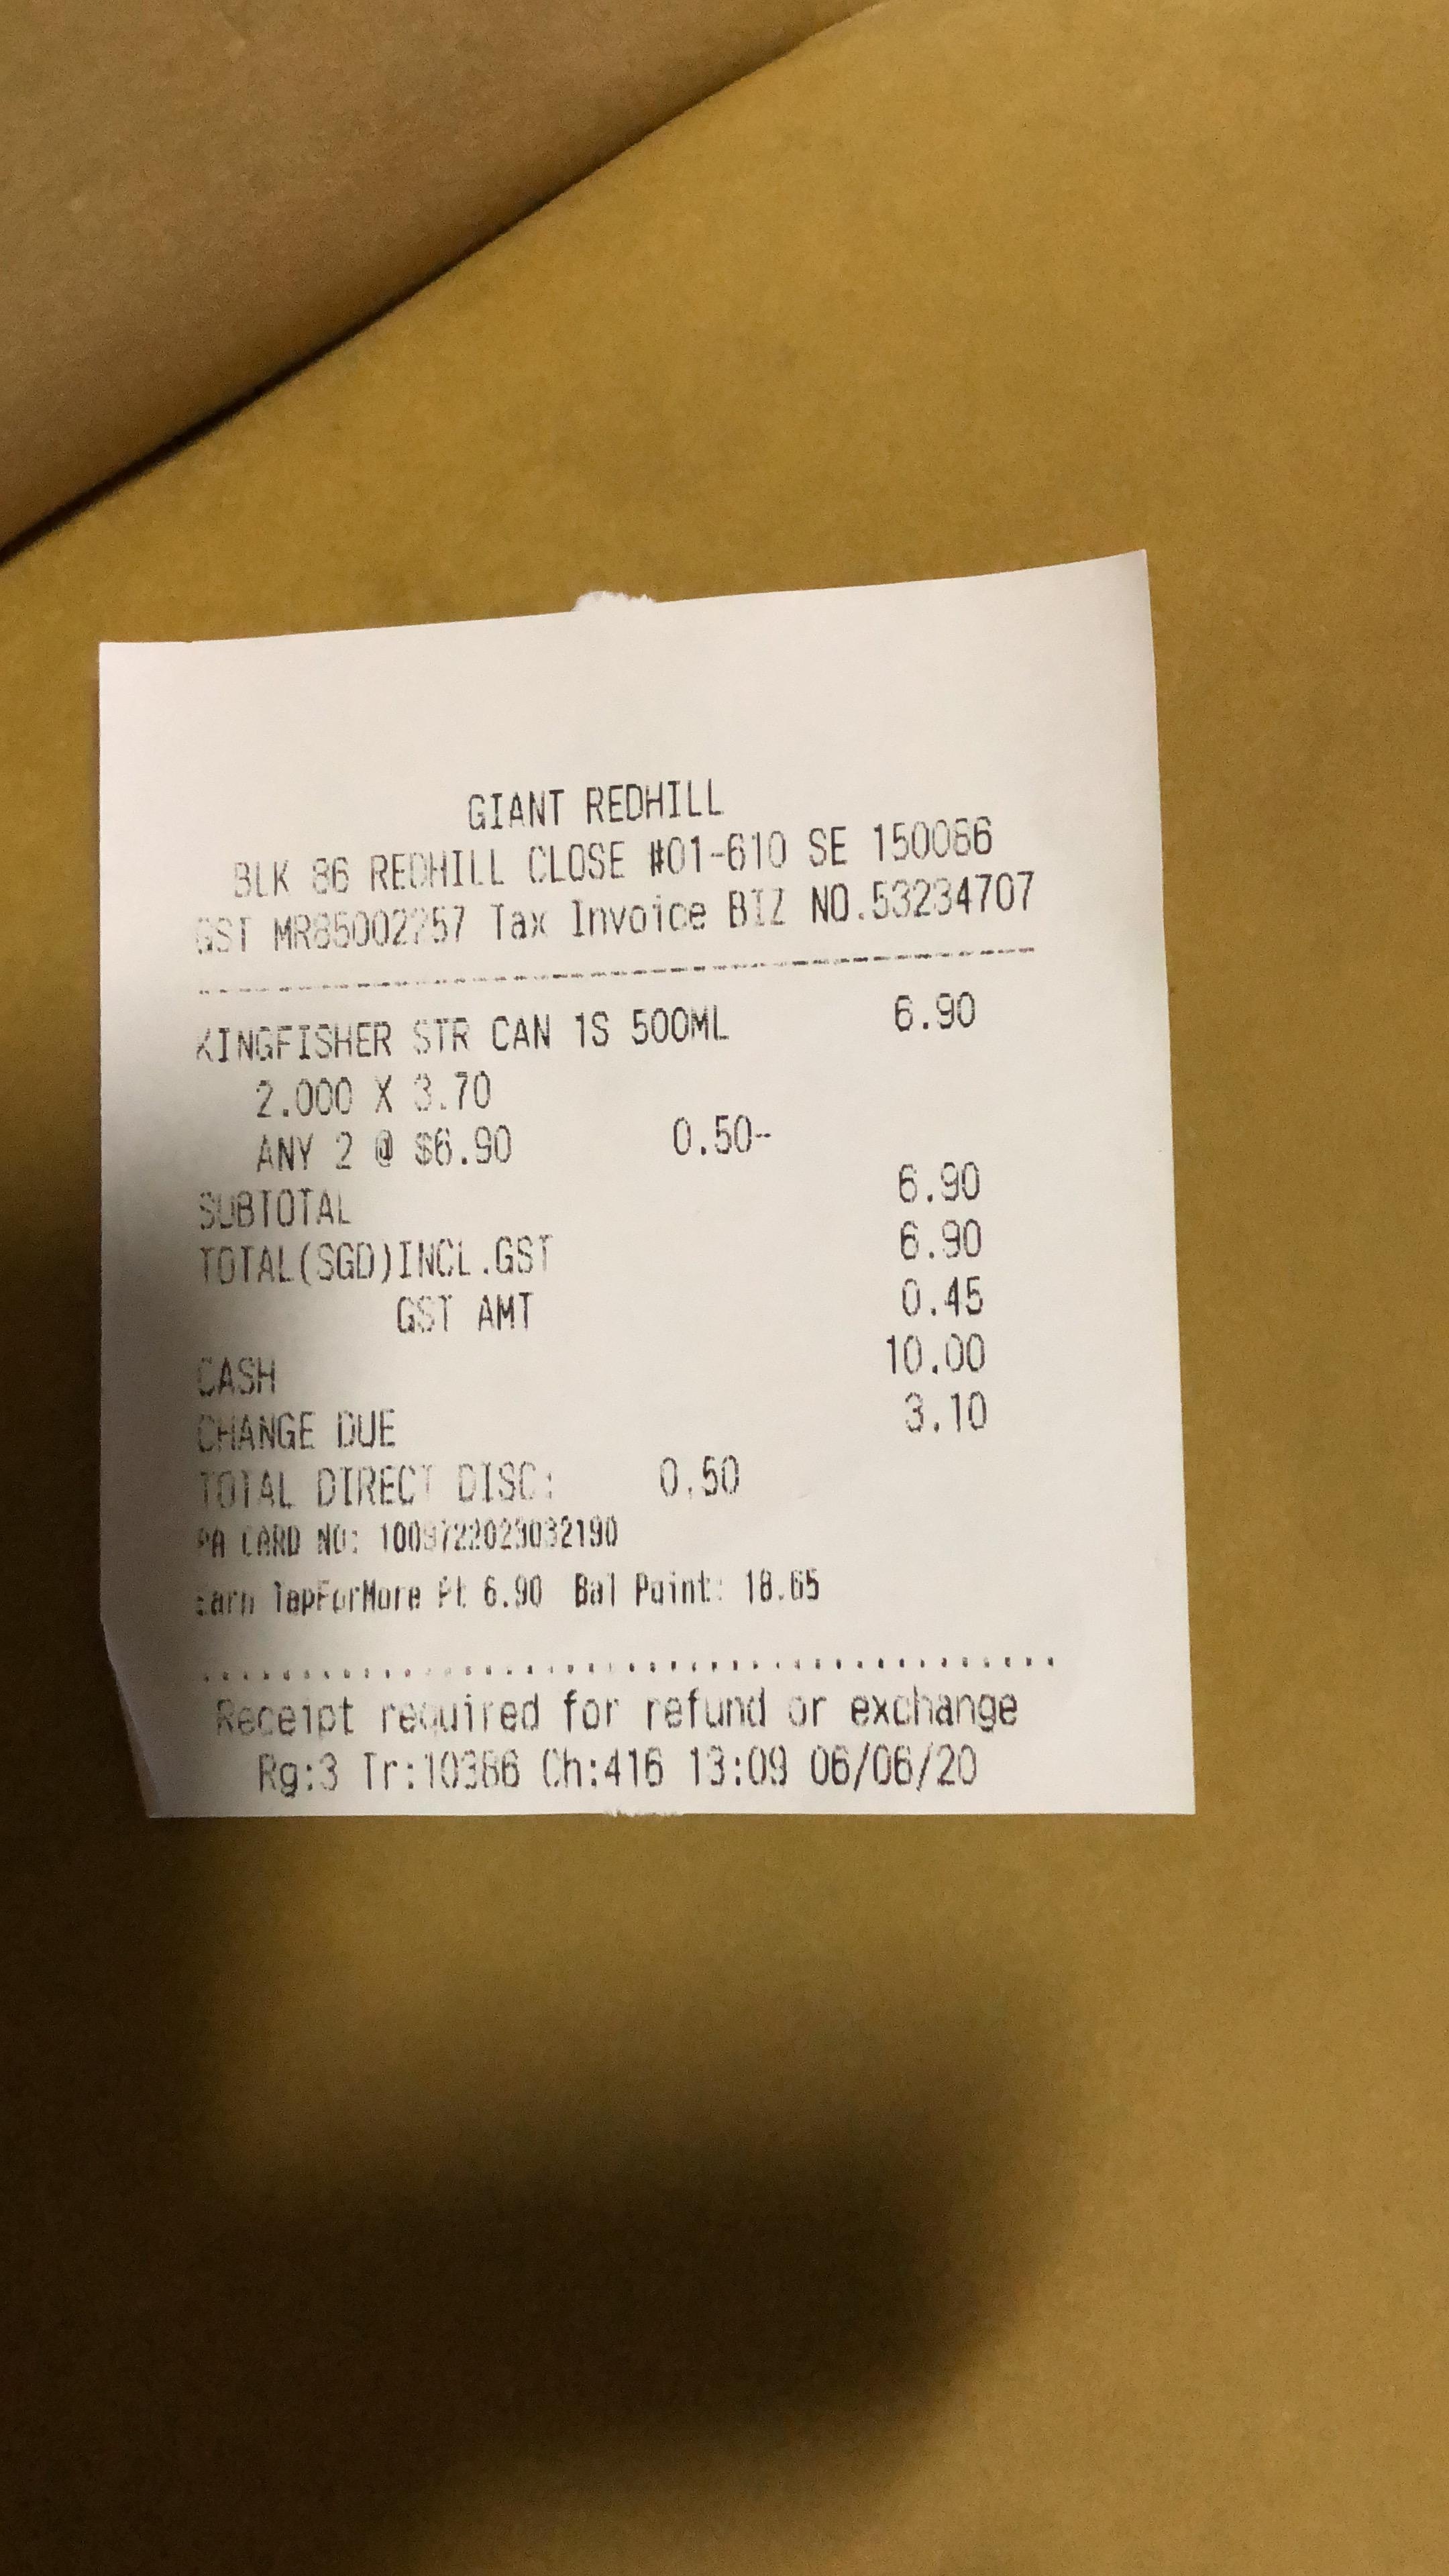 GIANT REDHILL
BLK 86 REDHILL CLOSE #01-610 SE 150086
GST MR85002257 Tax Invoice BIZ NO.53234707
KINGFISHER STR CAN 1S 500ML 6.90
2.000 X 3.70
ANY 2 @ $6.90 0.50-
SUBTOTAL 6.90
TOTAL(SGD)INCL.GST 6.90
GST AMT 0.45
CASH 10.00
CHANGE DUE 3.10
TOTAL DIRECT DISC: 0.50
PA CARD NO:
Earn TapForMore Pt 6.90 Bal Point: 18.65
Receipt required for refund or exchange
Rg:3 Tr:10386 Ch:416 13:09 06/06/20